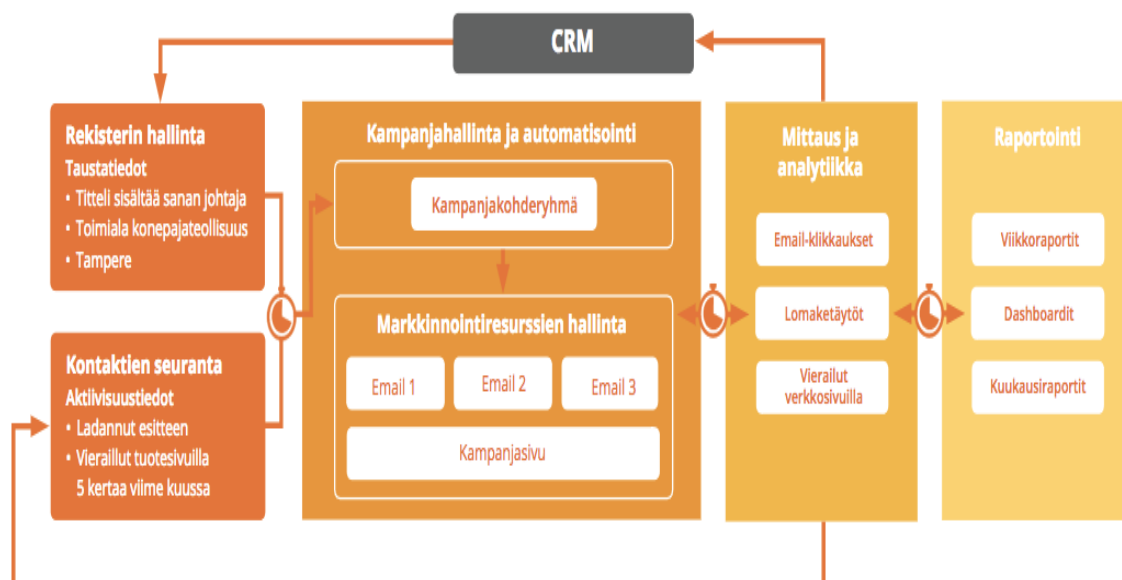 CRM
Rekisterin hallinta
Taustatiedot
• Titteli sisältää sanan johtaja
• Toimiala konepajateollisuus
• Tampere
Kontaktien seuranta
Aktiivisuustiedot
• Ladannut esitteen
• Vieraillut tuotesivuilla
5 kertaa viime kuussa
Kampanjahallinta ja automatisointi
Kampanjakohderyhmä
Markkinnointiresurssien hallinta
Email 1
Email 2
Email 3
Kampanjasivu
Mittaus ja
analytiikka
Email-klikkaukset
Lomaketäytöt
Vierailut
verkkosivuilla
Raportointi
Viikkoraportit
Dashboardit
Kuukausiraportit